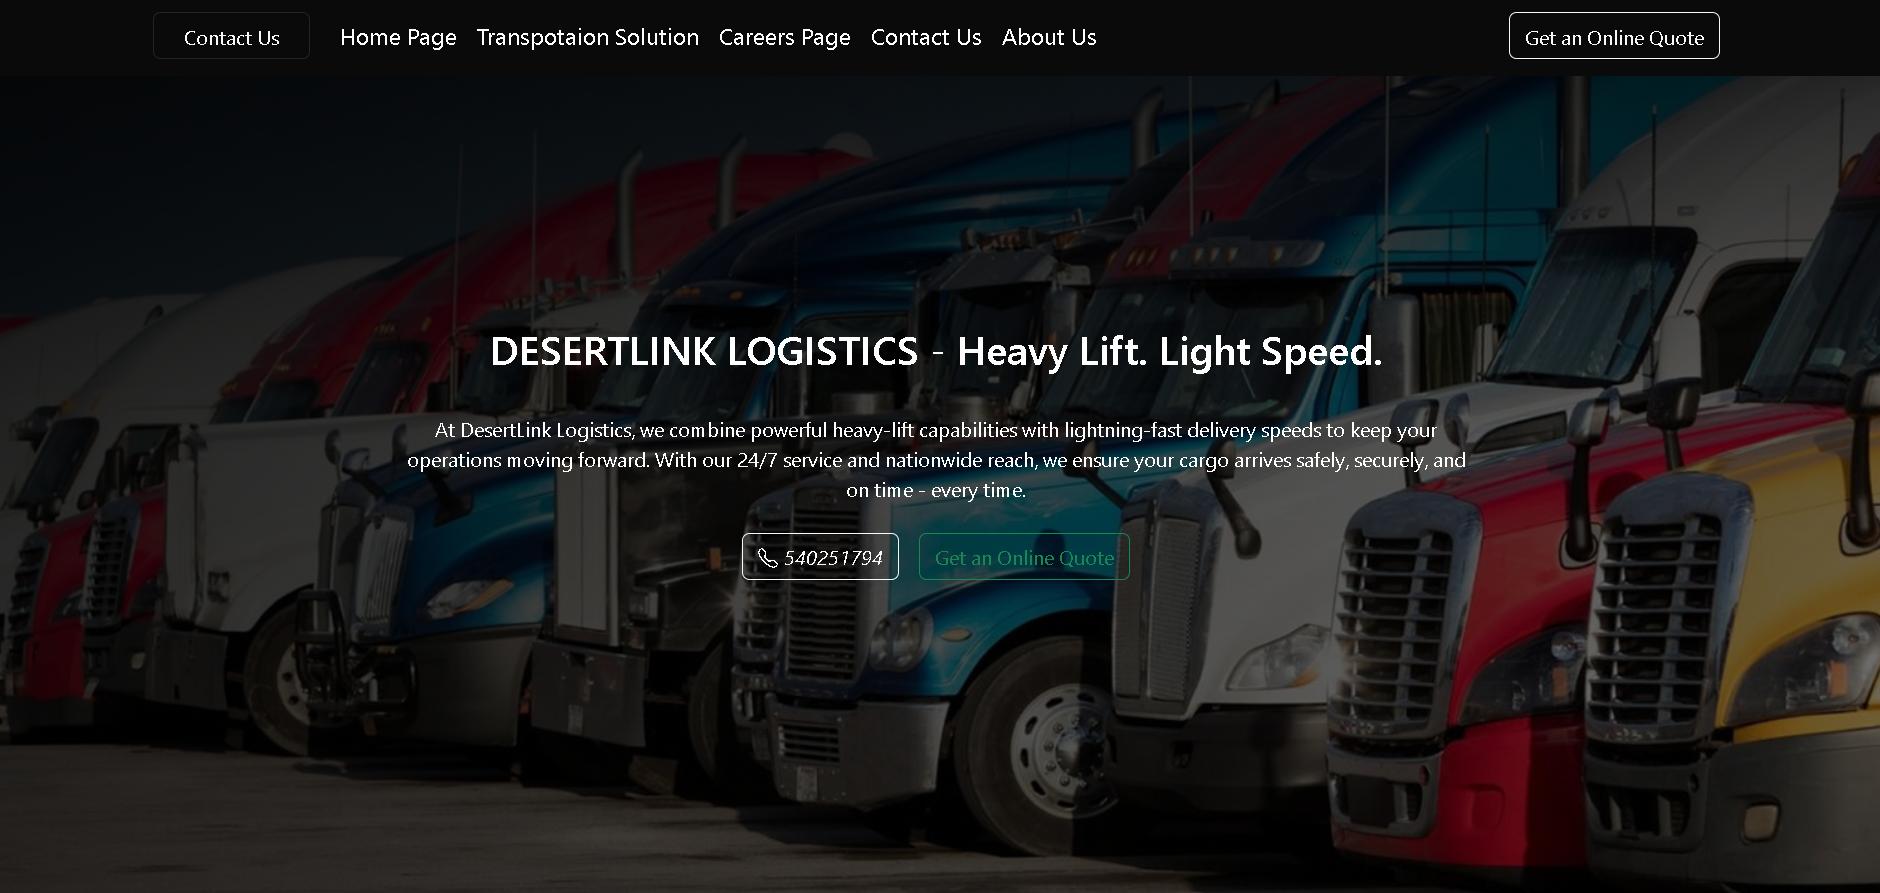 Contact Us
Home Page Transpotaion Solution Careers Page Contact Us About Us
Get an Online Quote
DESERTLINK LOGISTICS - Heavy Lift. Light Speed.
At DesertLink Logistics, we combine powerful heavy-lift capabilities with lightning-fast delivery speeds to keep your
operations moving forward. With our 24/7 service and nationwide reach, we ensure your cargo arrives safely, securely, and
on time - every time.
540251794
Get an Online Quote